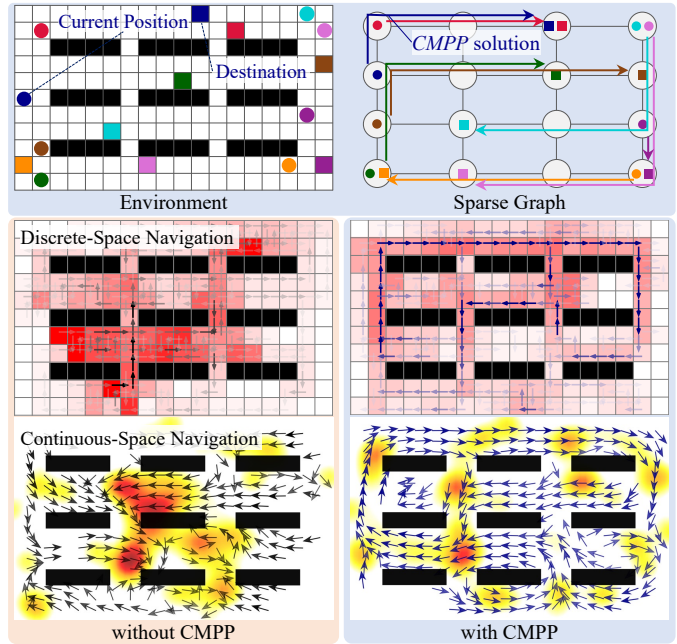 Current Position
CMPP solution
Destination
Environment
Sparse Graph
Discrete-Space Navigation
Continuous-Space Navigation
without CMPP
with CMPP